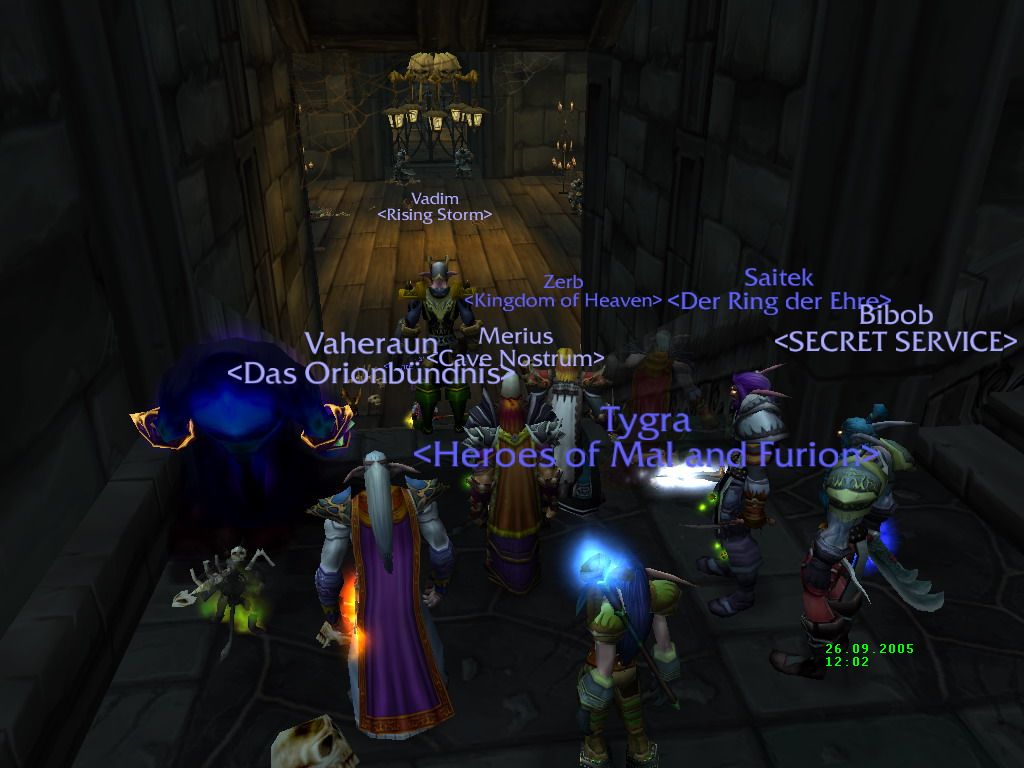 Vadim
<Rising Storm>
Zerb
<Kingdom of Heaven>
Saitek
<Der Ring der Ehre>
Bibob
<SECRET SERVICE>
Vaheraun
<Das Orionbündnis>
Merius
<Cave Nostrum>
Tygra
<Heroes of Mal and Furion>
26.09.2005
12:02